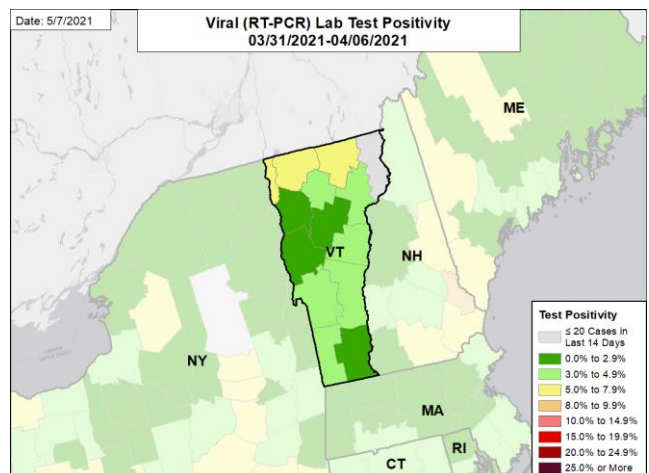 Date: 5/7/2021
Viral (RT-PCR) Lab Test Positivity
03/31/2021-04/06/2021
ME
VT
NH
NY
MA
CT
RI
Test Positivity
≤ 20 Cases in
Last 14 Days
0.0% to 2.9%
3.0% to 4.9%
5.0% to 7.9%
8.0% to 9.9%
10.0% to 14.9%
15.0% to 19.9%
20.0% to 24.9%
25.0% or More